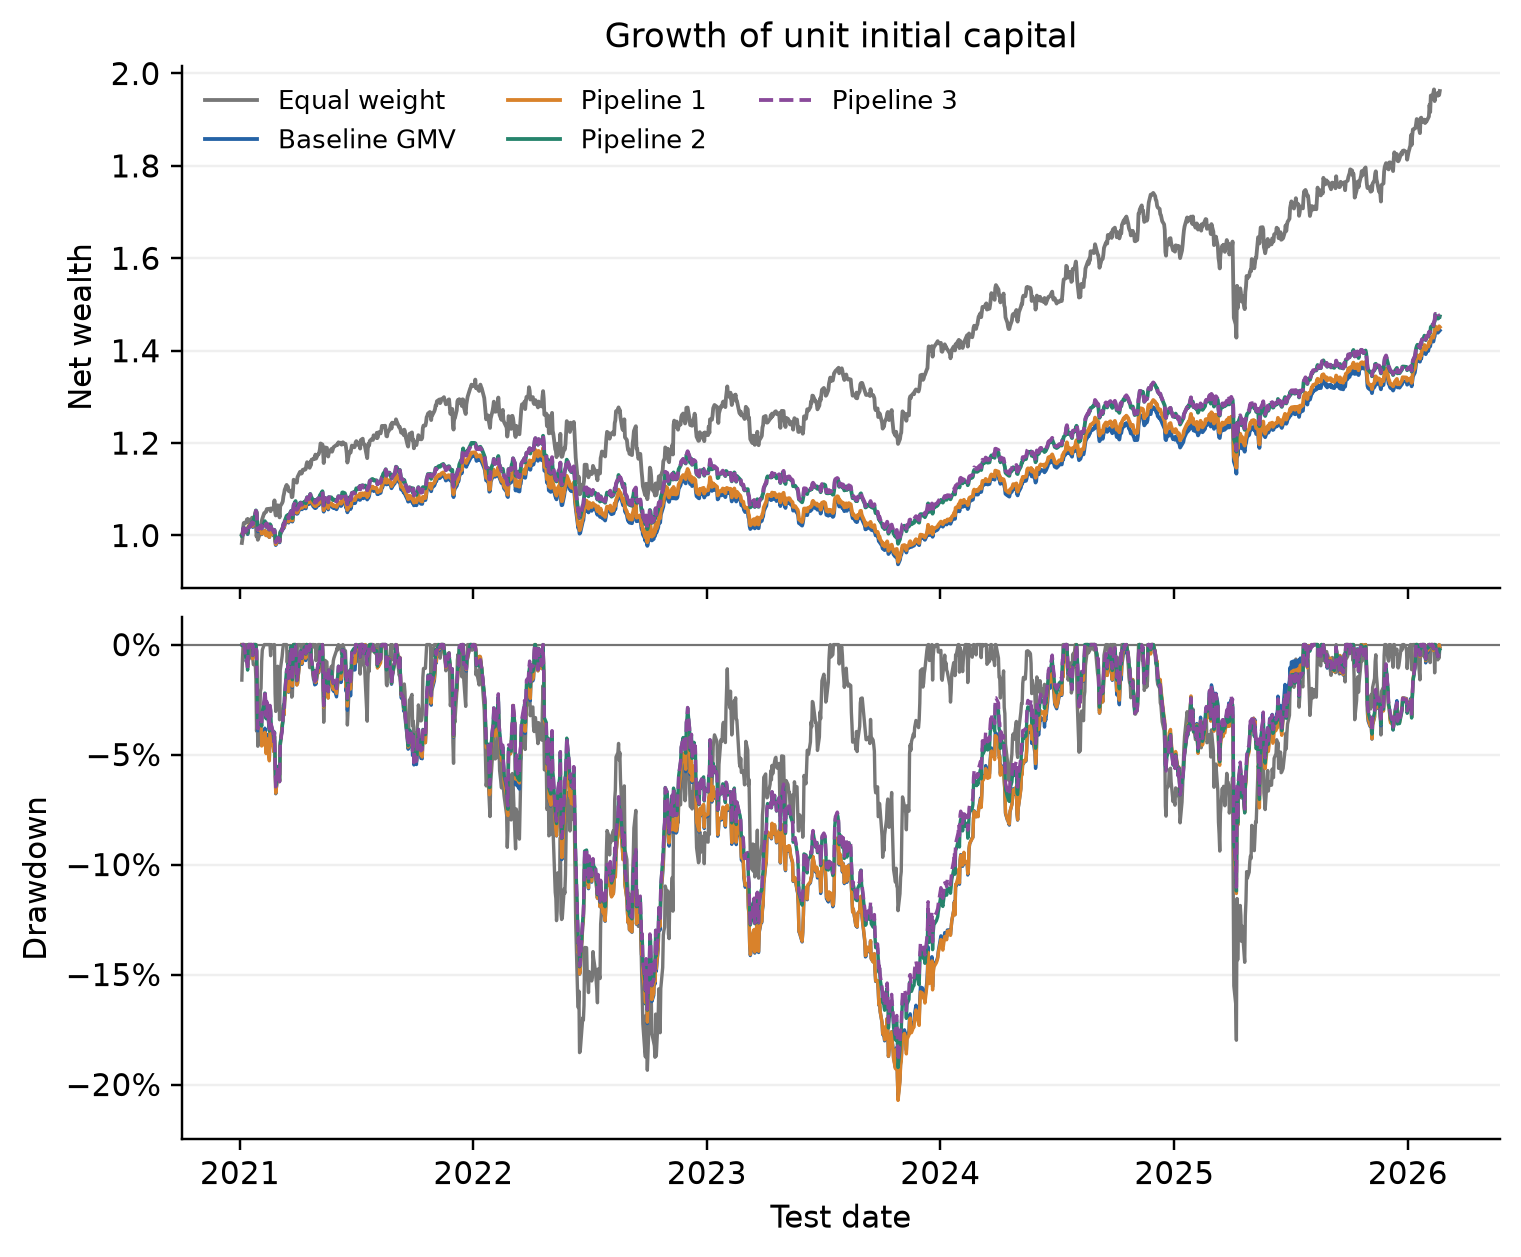 Growth of unit initial capital
Equal weight
Pipeline 1
Pipeline 3
Baseline GMV
Pipeline 2
Net wealth
2.0
1.8
1.6
1.4
1.2
1.0
Drawdown
0%
−5%
−10%
−15%
−20%
2021 2022 2023 2024 2025 2026
Test date